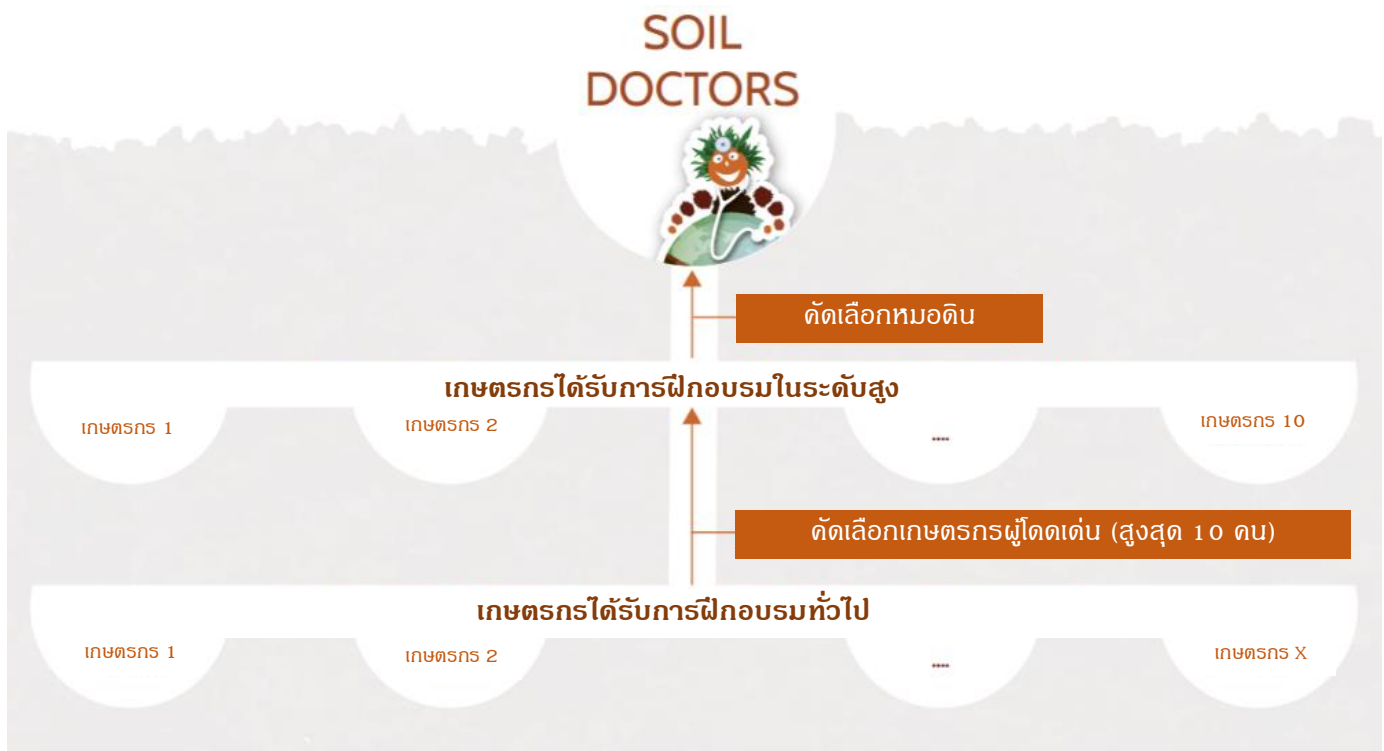 SOIL
DOCTORS
คัดเลือกหมอดิน
เกษตรกรได้รับการฝึกอบรมในระดับสูง
เกษตรกร 1
เกษตรกร 2
....
เกษตรกร 10
คัดเลือกเกษตรกรผู้โดดเด่น (สูงสุด 10 คน)
เกษตรกรได้รับการฝึกอบรมทั่วไป
เกษตรกร 1
เกษตรกร 2
....
เกษตรกร X